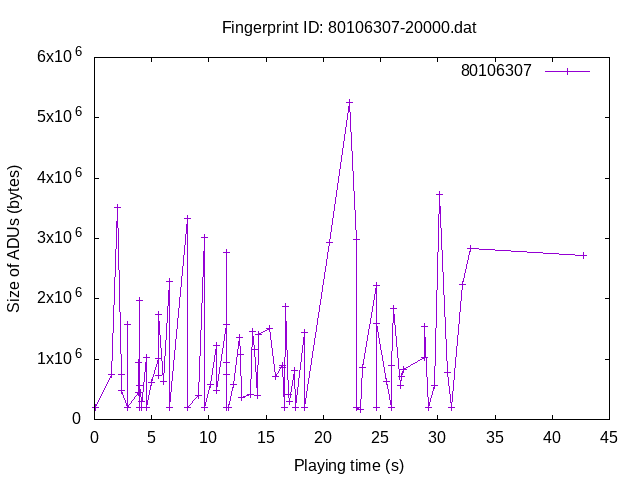 Fingerprint ID: 80106307-20000.dat
80106307
Size of ADUs (bytes)
6x10^6
5x10^6
4x10^6
3x10^6
2x10^6
1x10^6
0
0 5 10 15 20 25 30 35 40 45
Playing time (s)